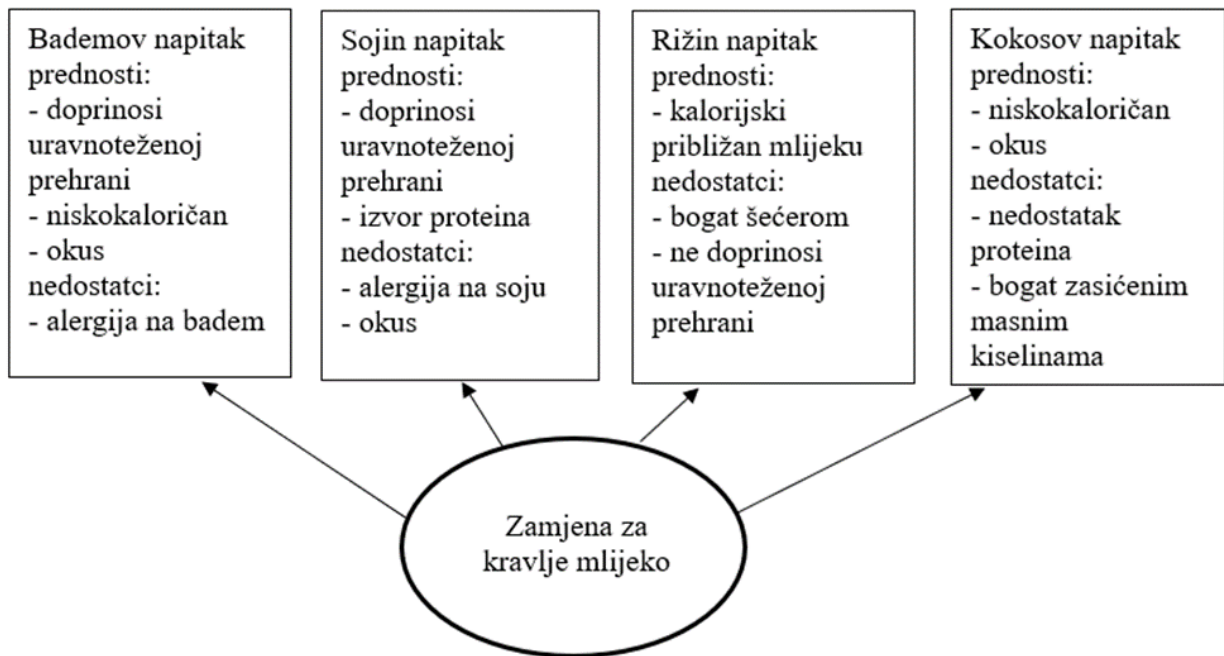 Bademov napitak
prednosti:
- doprinosi
uravnoteženoj
prehrani
- niskokaloričan
- okus
nedostatci:
- alergija na badem
Sojin napitak
prednosti:
- doprinosi
uravnoteženoj
prehrani
- izvor proteina
nedostatci:
- alergija na soju
- okus
Rižin napitak
prednosti:
- kalorijski
približan mlijeku
nedostatci:
- bogat šećerom
- ne doprinosi
uravnoteženoj
prehrani
Kokosov napitak
prednosti:
- niskokaloričan
- okus
nedostatci:
- nedostatak
proteina
- bogat zasićenim
masnim
kiselinama
Zamjena za
kravlje mlijeko